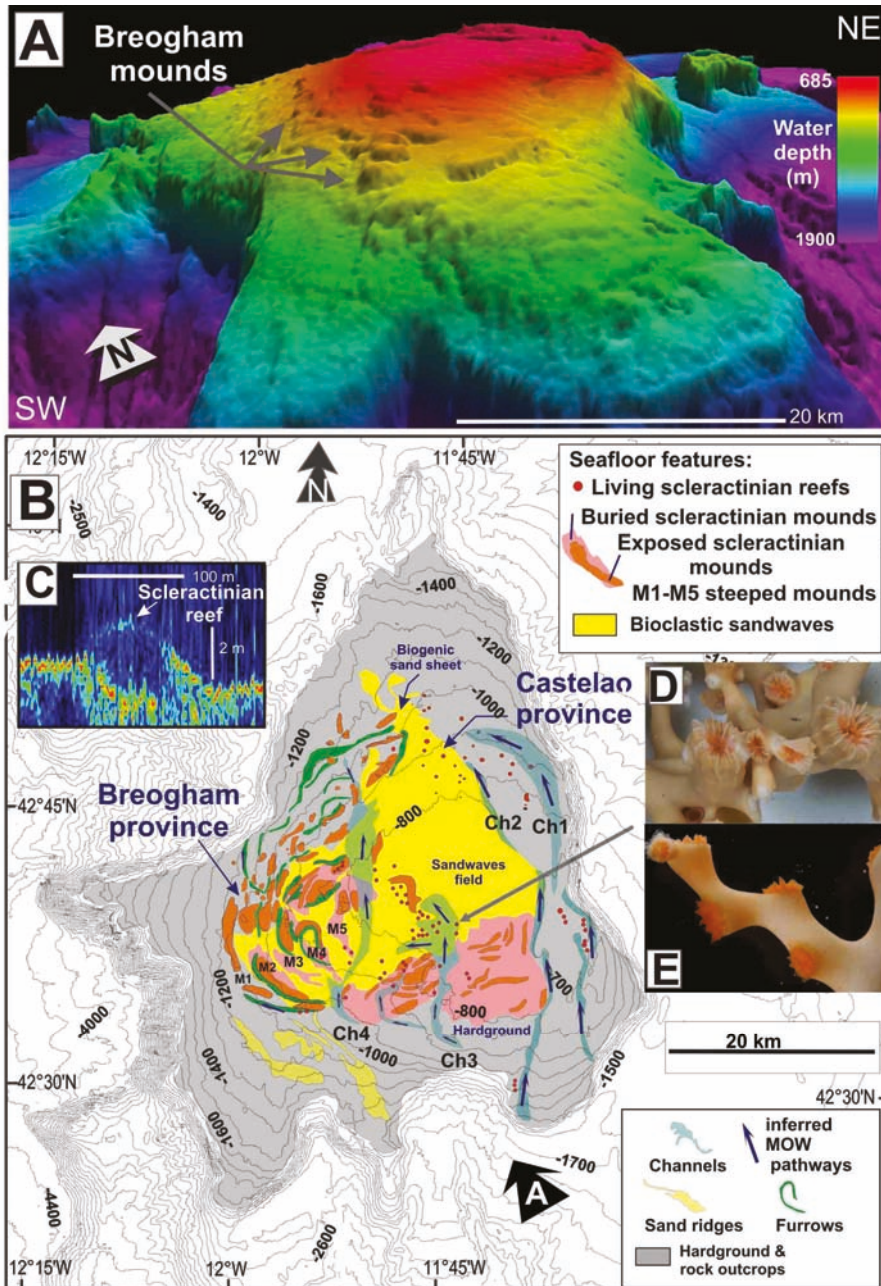 A
Breogham
mounds
NE
685
Water
depth
(m)
1900
N
SW
20 km
B
12°15'W
12°W
11°45'W
N
-2500
-1400
-1600
-1400
-1200
-1000
-1200
-800
Seafloor features:
Living scleractinian reefs
Buried scleractinian mounds
Exposed scleractinian
mounds
M1-M5 steeped mounds
Bioclastic sandwaves
C
100 m
Scleractinian
reef
2 m
Biogenic
sand sheet
Castelao
province
D
42°45'N
Breogham
province
Ch2
Ch1
Sandwaves
field
E
M1
M2
M3
M4
M5
-1200
-700
-800
Hardground
Ch4
Ch3
-1000
-4000
-1400
-1600
-1500
20 km
42°30'N
42°30'N
-1700
A
-4400
-2600
Channels
inferred
MOW
pathways
Sand ridges
Furrows
Hardground &
rock outcrops
12°15'W
12°W
11°45'W